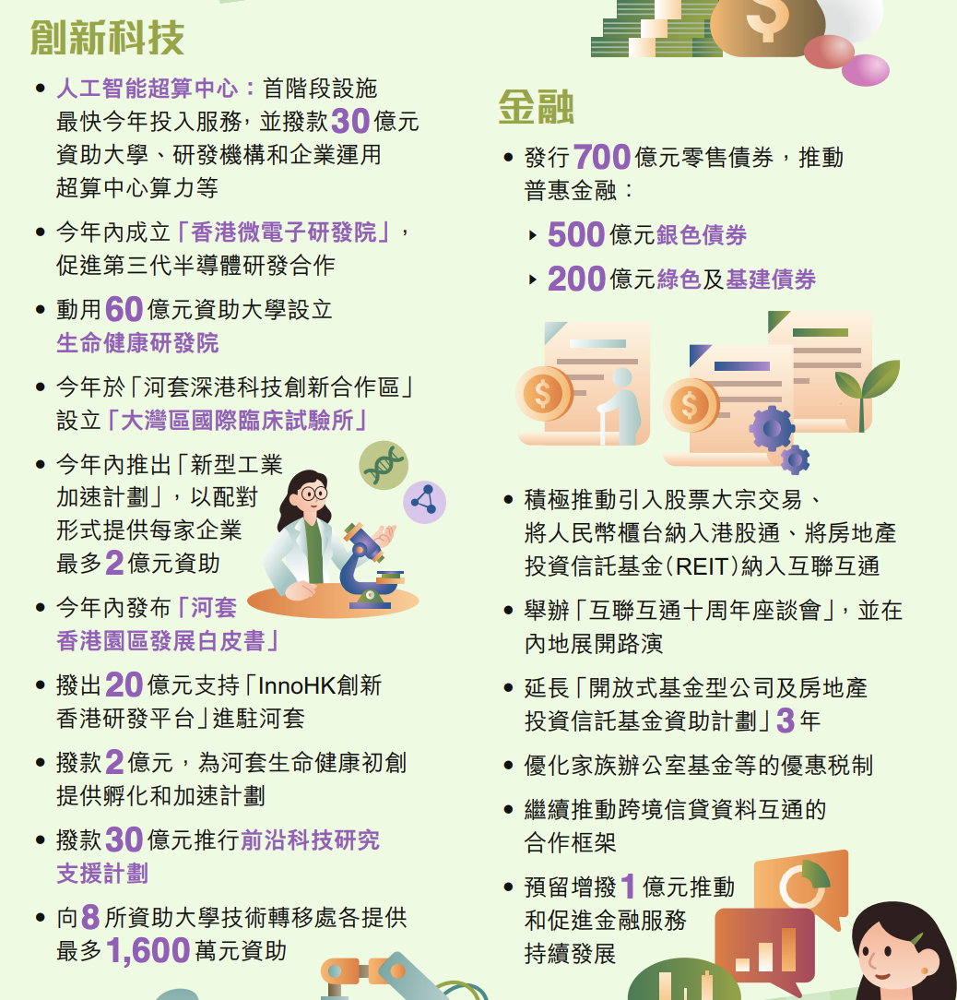 創新科技
• 人工智能超算中心：首階段設施
最快今年投入服務，並撥款30億元
資助大學、研發機構和企業運用
超算中心算力等
• 今年內成立「香港微電子研發院」，
促進第三代半導體研發合作
• 動用60億元資助大學設立
生命健康研發院
• 今年於「河套深港科技創新合作區」
設立「大灣區國際臨床試驗所」
• 今年內推出「新型工業
加速計劃」，以配對
形式提供每家企業
最多2億元資助
• 今年內發布「河套
香港園區發展白皮書」
• 撥出20億元支持「InnoHK創新
香港研發平台」進駐河套
• 撥款2億元，為河套生命健康初創
提供孵化和加速計劃
• 撥款30億元推行前沿科技研究
支援計劃
• 向8所資助大學技術轉移處各提供
最多1,600萬元資助
$
金融
• 發行700億元零售債券，推動
普惠金融：
▸ 500億元銀色債券
▸ 200億元綠色及基建債券
$
$
• 積極推動引入股票大宗交易、
將人民幣櫃台納入港股通、將房地產
投資信託基金（REIT）納入互聯互通
• 舉辦「互聯互通十周年座談會」，並在
內地展開路演
• 延長「開放式基金型公司及房地產
投資信託基金資助計劃」3年
• 優化家族辦公室基金等的優惠税制
• 繼續推動跨境信貸資料互通的
合作框架
• 預留增撥1億元推動
和促進金融服務
持續發展